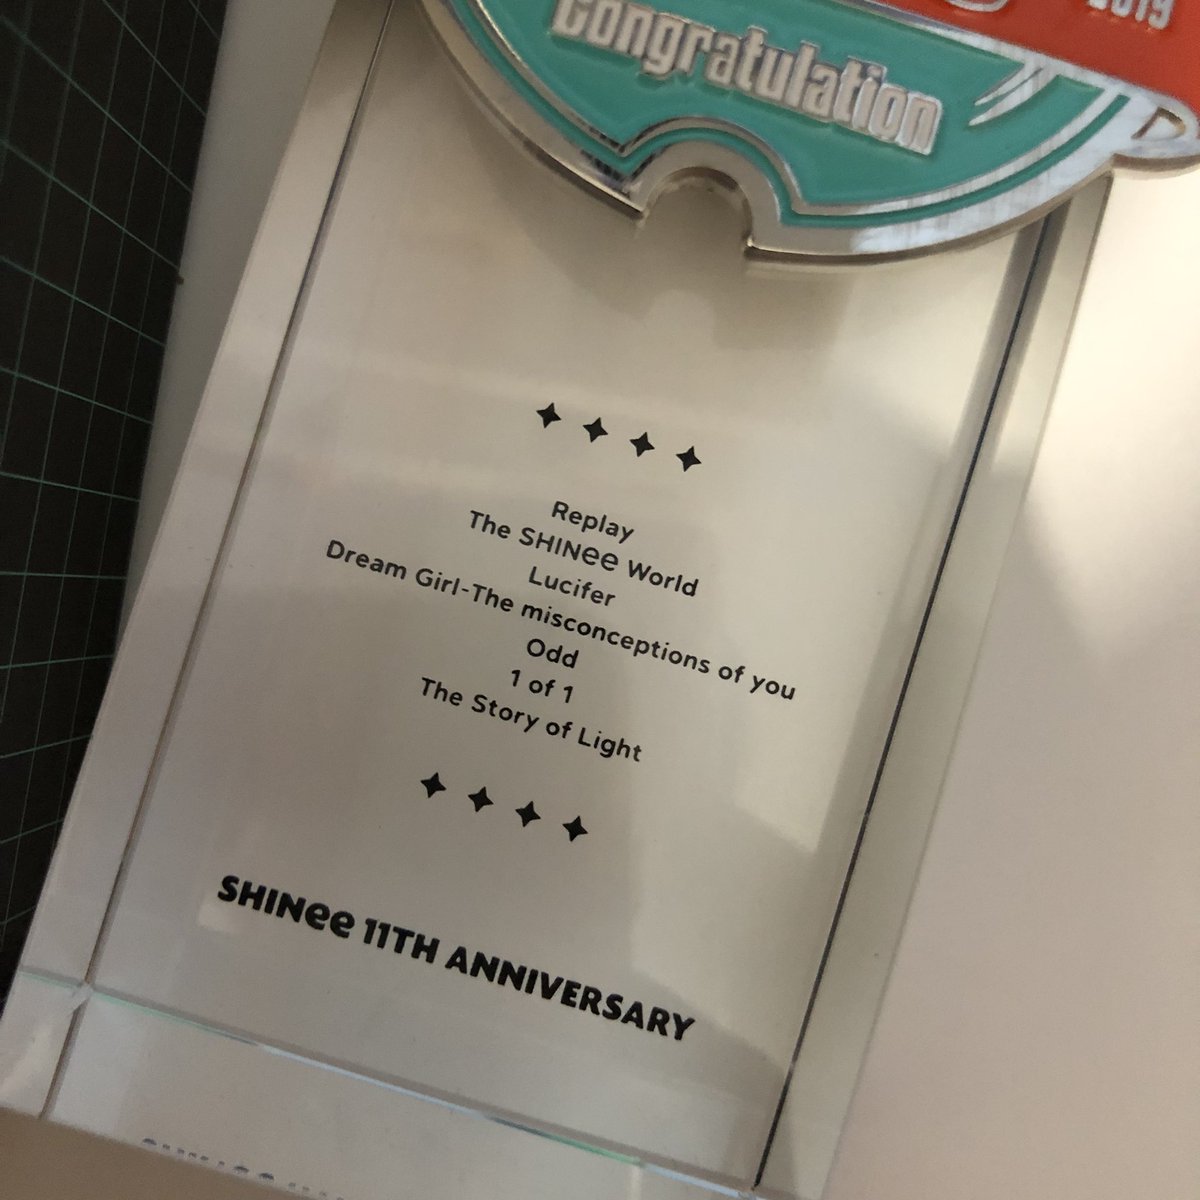 2019
Congratulation
Replay
The SHINee World
Lucifer
Dream Girl-The misconceptions of you
Odd
1 of 1
The Story of Light
SHINee 11TH ANNIVERSARY